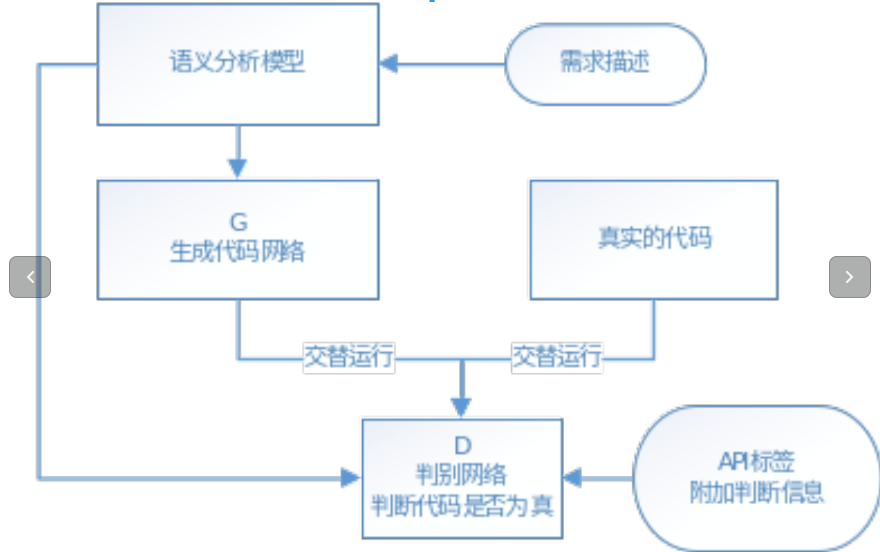 语义分析模型
需求描述
G
生成代码网络
真实的代码
交替运行
交替运行
D
判别网络
判断代码是否为真
API标签
附加判断信息